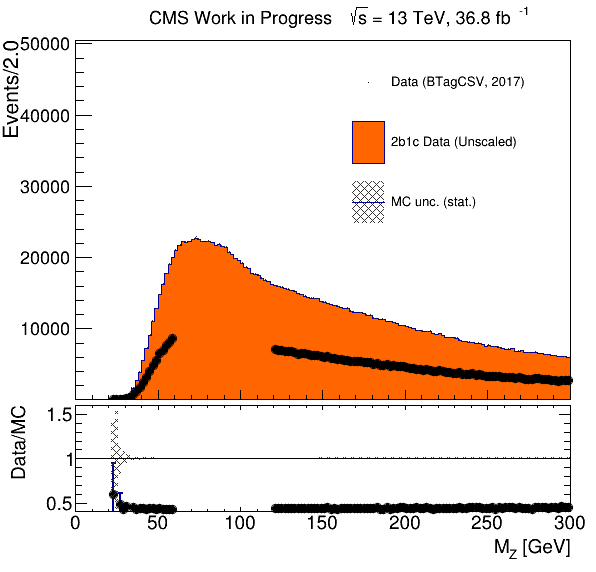 CMS Work in Progress √s = 13 TeV, 36.8 fb⁻¹
Events/2.0
50000
40000
30000
20000
10000
Data (BTagCSV, 2017)
2b1c Data (Unscaled)
MC unc. (stat.)
Data/MC
1.5
1
0.5
0 50 100 150 200 250 300
M_Z [GeV]